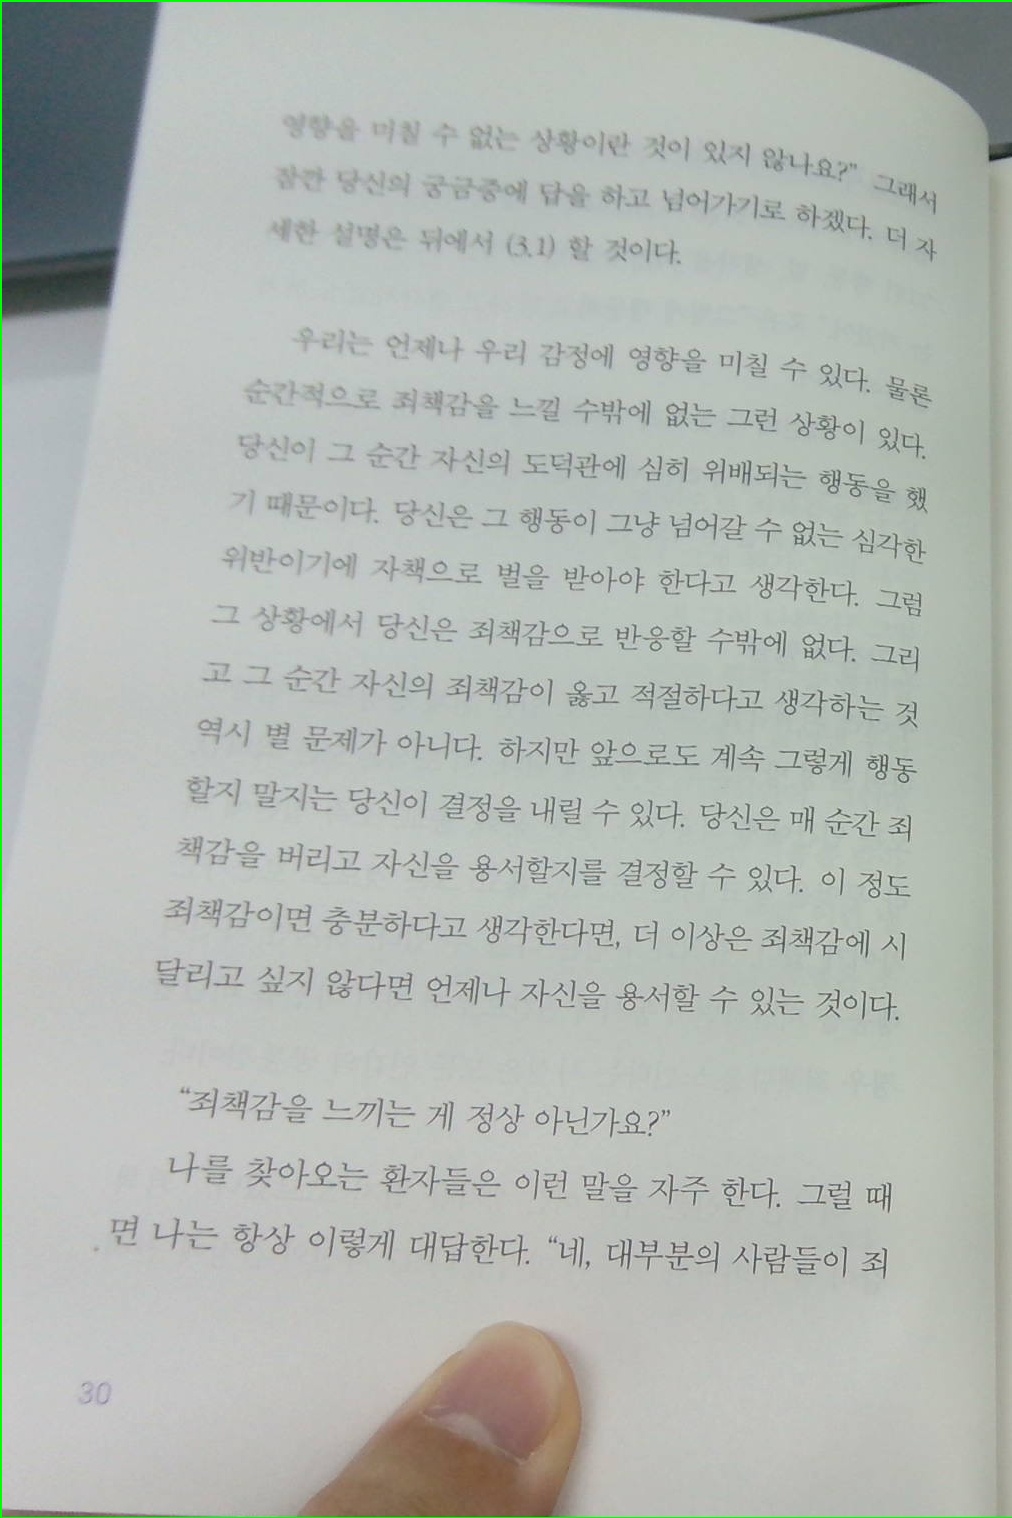 영향을 미칠 수 없는 상황이란 것이 있지 않나요?” 그래서
잠깐 당신의 궁금증에 답을 하고 넘어가기로 하겠다. 더 자
세한 설명은 뒤에서 (3.1) 할 것이다.
우리는 언제나 우리 감정에 영향을 미칠 수 있다. 물론
순간적으로 죄책감을 느낄 수밖에 없는 그런 상황이 있다.
당신이 그 순간 자신의 도덕관에 심히 위배되는 행동을 했
기 때문이다. 당신은 그 행동이 그냥 넘어갈 수 없는 심각한
위반이기에 자책으로 벌을 받아야 한다고 생각한다. 그럼
그 상황에서 당신은 죄책감으로 반응할 수밖에 없다. 그리
고 그 순간 자신의 죄책감이 옳고 적절하다고 생각하는 것
역시 별 문제가 아니다. 하지만 앞으로도 계속 그렇게 행동
할지 말지는 당신이 결정을 내릴 수 있다. 당신은 매 순간 죄
책감을 버리고 자신을 용서할지를 결정할 수 있다. 이 정도
죄책감이면 충분하다고 생각한다면, 더 이상은 죄책감에 시
달리고 싶지 않다면 언제나 자신을 용서할 수 있는 것이다.
“죄책감을 느끼는 게 정상 아닌가요?”
나를 찾아오는 환자들은 이런 말을 자주 한다. 그럴 때
면 나는 항상 이렇게 대답한다. “네, 대부분의 사람들이 죄
30